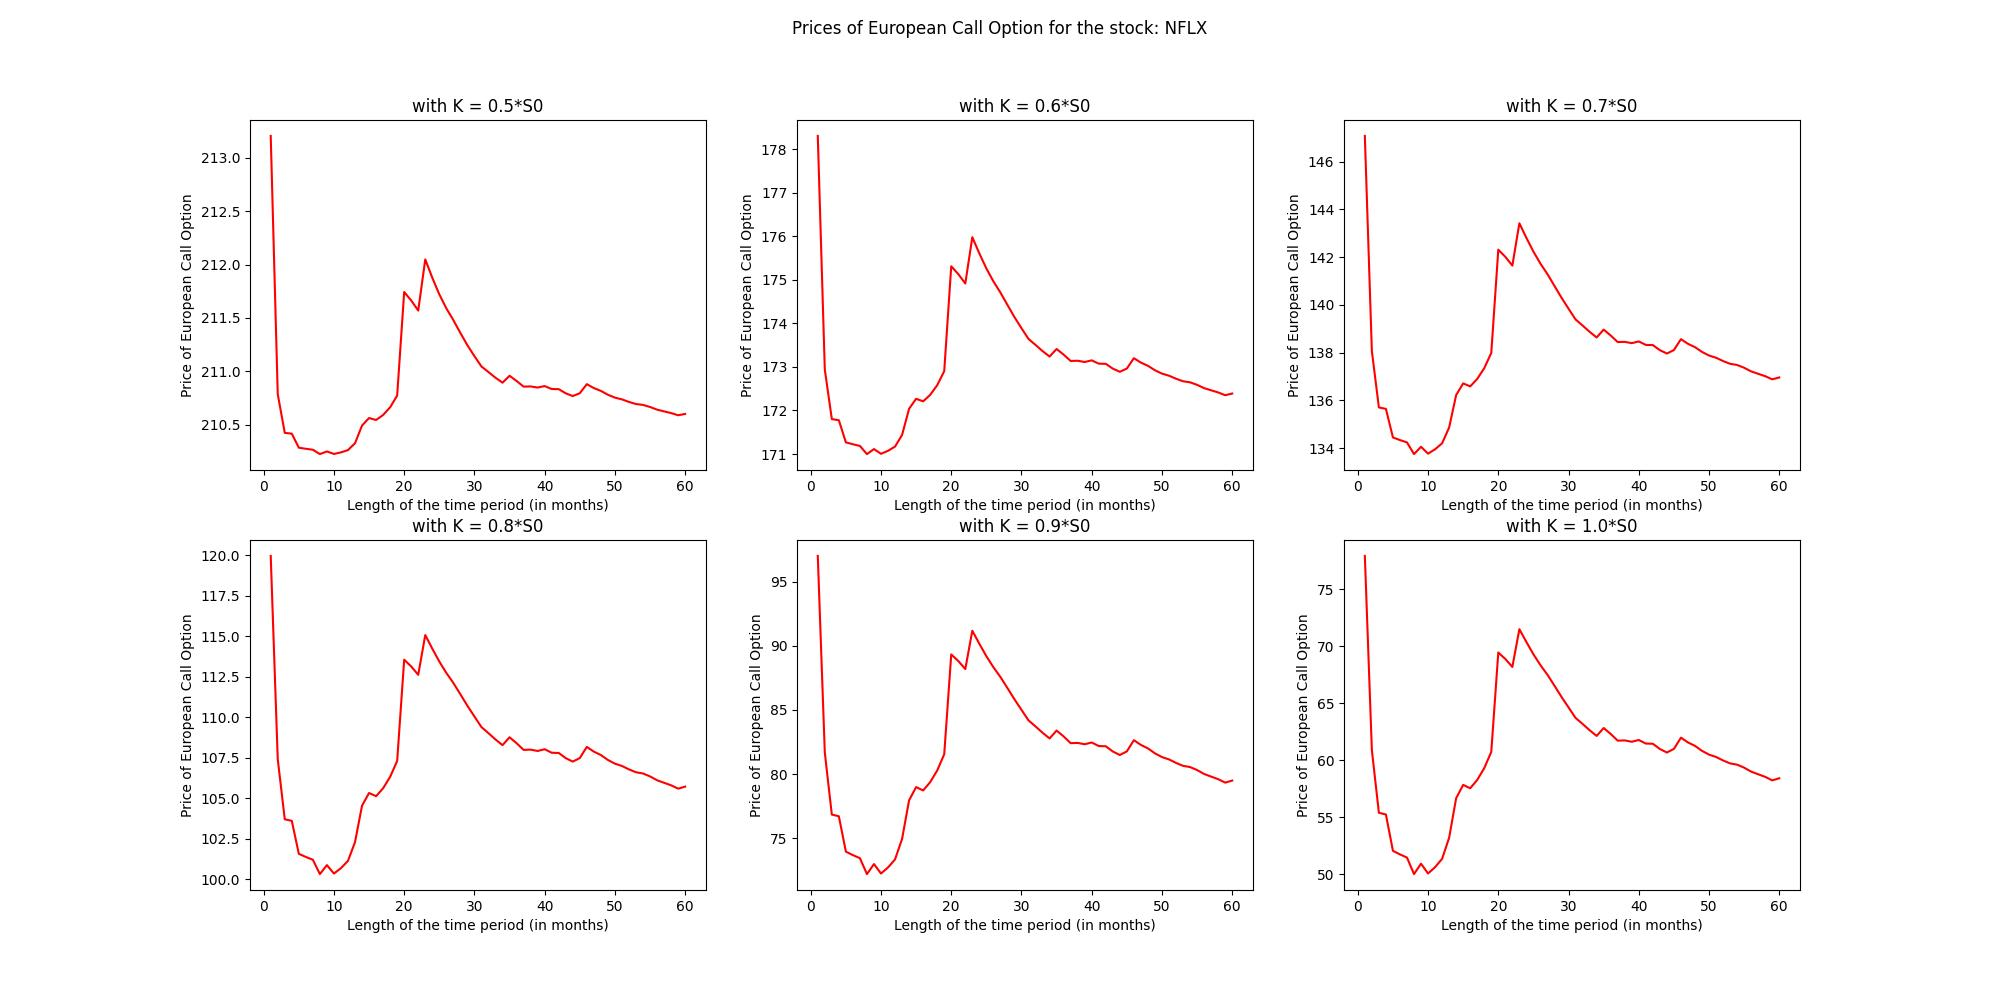 Prices of European Call Option for the stock: NFLX
with K = 0.5*S0
213.0
212.5
212.0
211.5
211.0
210.5
Price of European Call Option
0 10 20 30 40 50 60
Length of the time period (in months)
with K = 0.6*S0
178
177
176
175
174
173
172
171
Price of European Call Option
0 10 20 30 40 50 60
Length of the time period (in months)
with K = 0.7*S0
146
144
142
140
138
136
134
Price of European Call Option
0 10 20 30 40 50 60
Length of the time period (in months)
with K = 0.8*S0
120.0
117.5
115.0
112.5
110.0
107.5
105.0
102.5
100.0
Price of European Call Option
0 10 20 30 40 50 60
Length of the time period (in months)
with K = 0.9*S0
95
90
85
80
75
Price of European Call Option
0 10 20 30 40 50 60
Length of the time period (in months)
with K = 1.0*S0
75
70
65
60
55
50
Price of European Call Option
0 10 20 30 40 50 60
Length of the time period (in months)